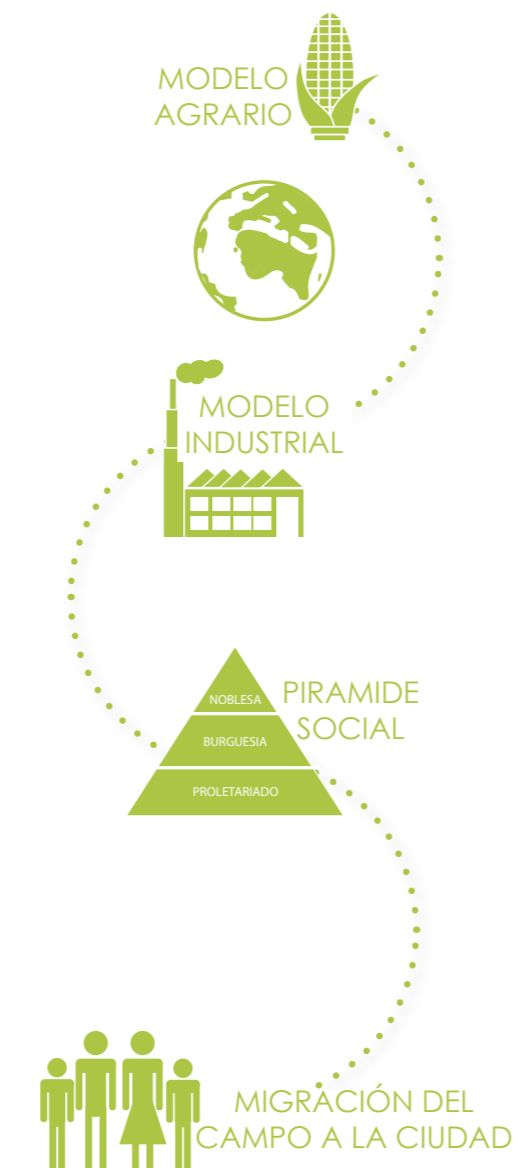 MODELO
AGRARIO
MODELO
INDUSTRIAL
NOBLESA
BURGUESIA
PROLETARIADO
PIRAMIDE
SOCIAL
MIGRACIÓN DEL
CAMPO A LA CIUDAD